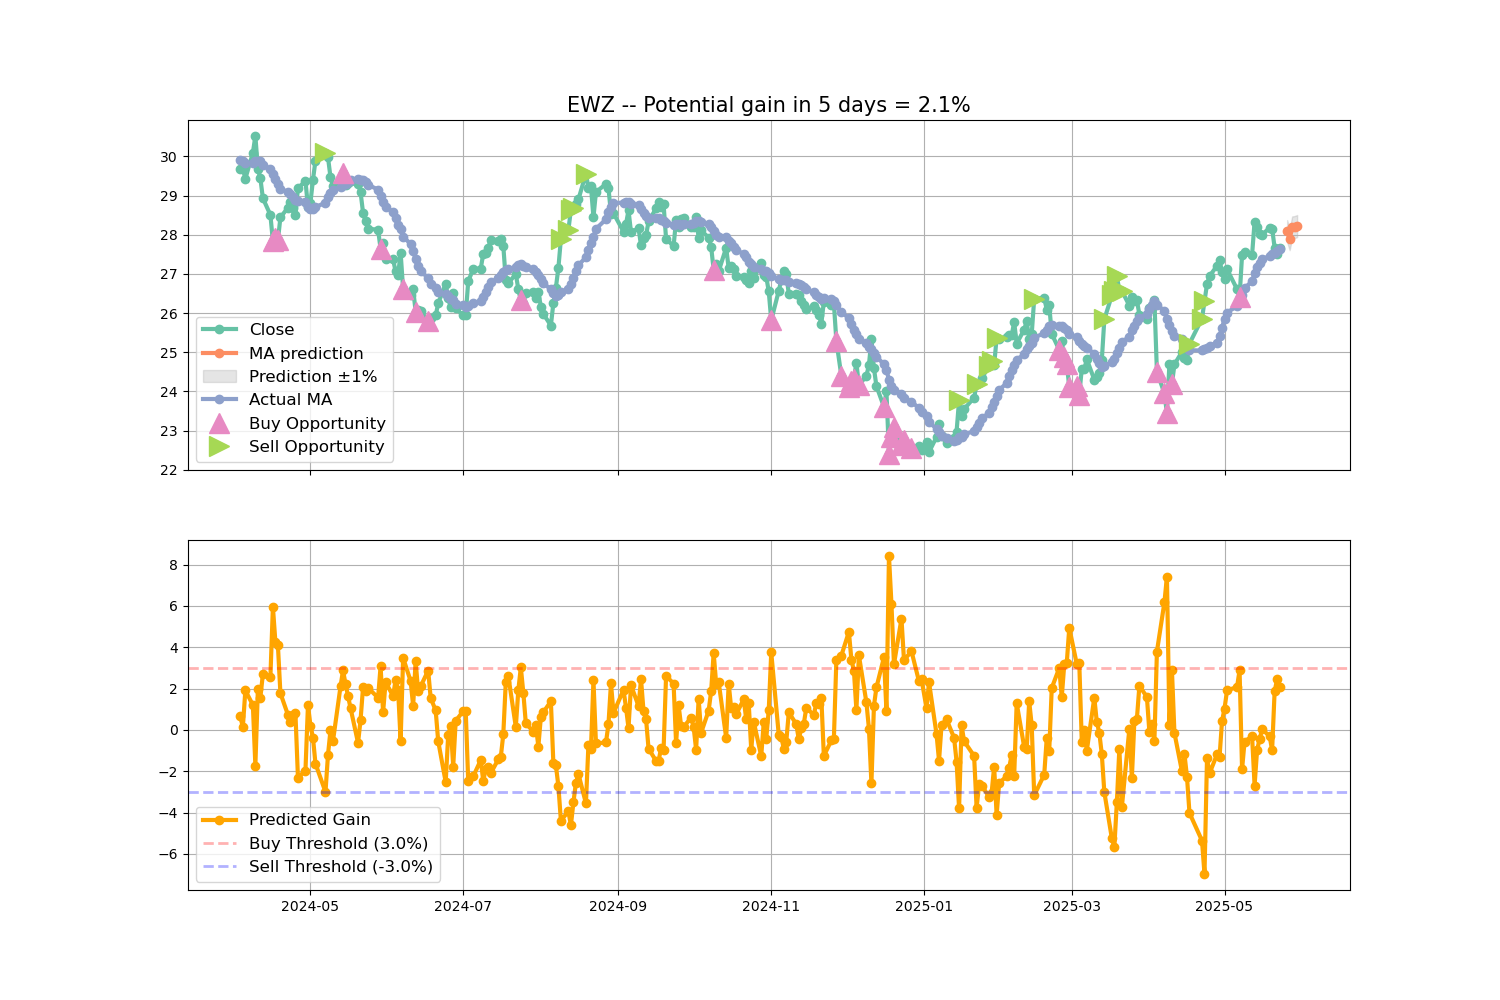 EWZ -- Potential gain in 5 days = 2.1%
30
29
28
27
26
25
24
23
22
Close
MA prediction
Prediction ±1%
Actual MA
Buy Opportunity
Sell Opportunity
8
6
4
2
0
−2
−4
−6
Predicted Gain
Buy Threshold (3.0%)
Sell Threshold (-3.0%)
2024-05 2024-07 2024-09 2024-11 2025-01 2025-03 2025-05